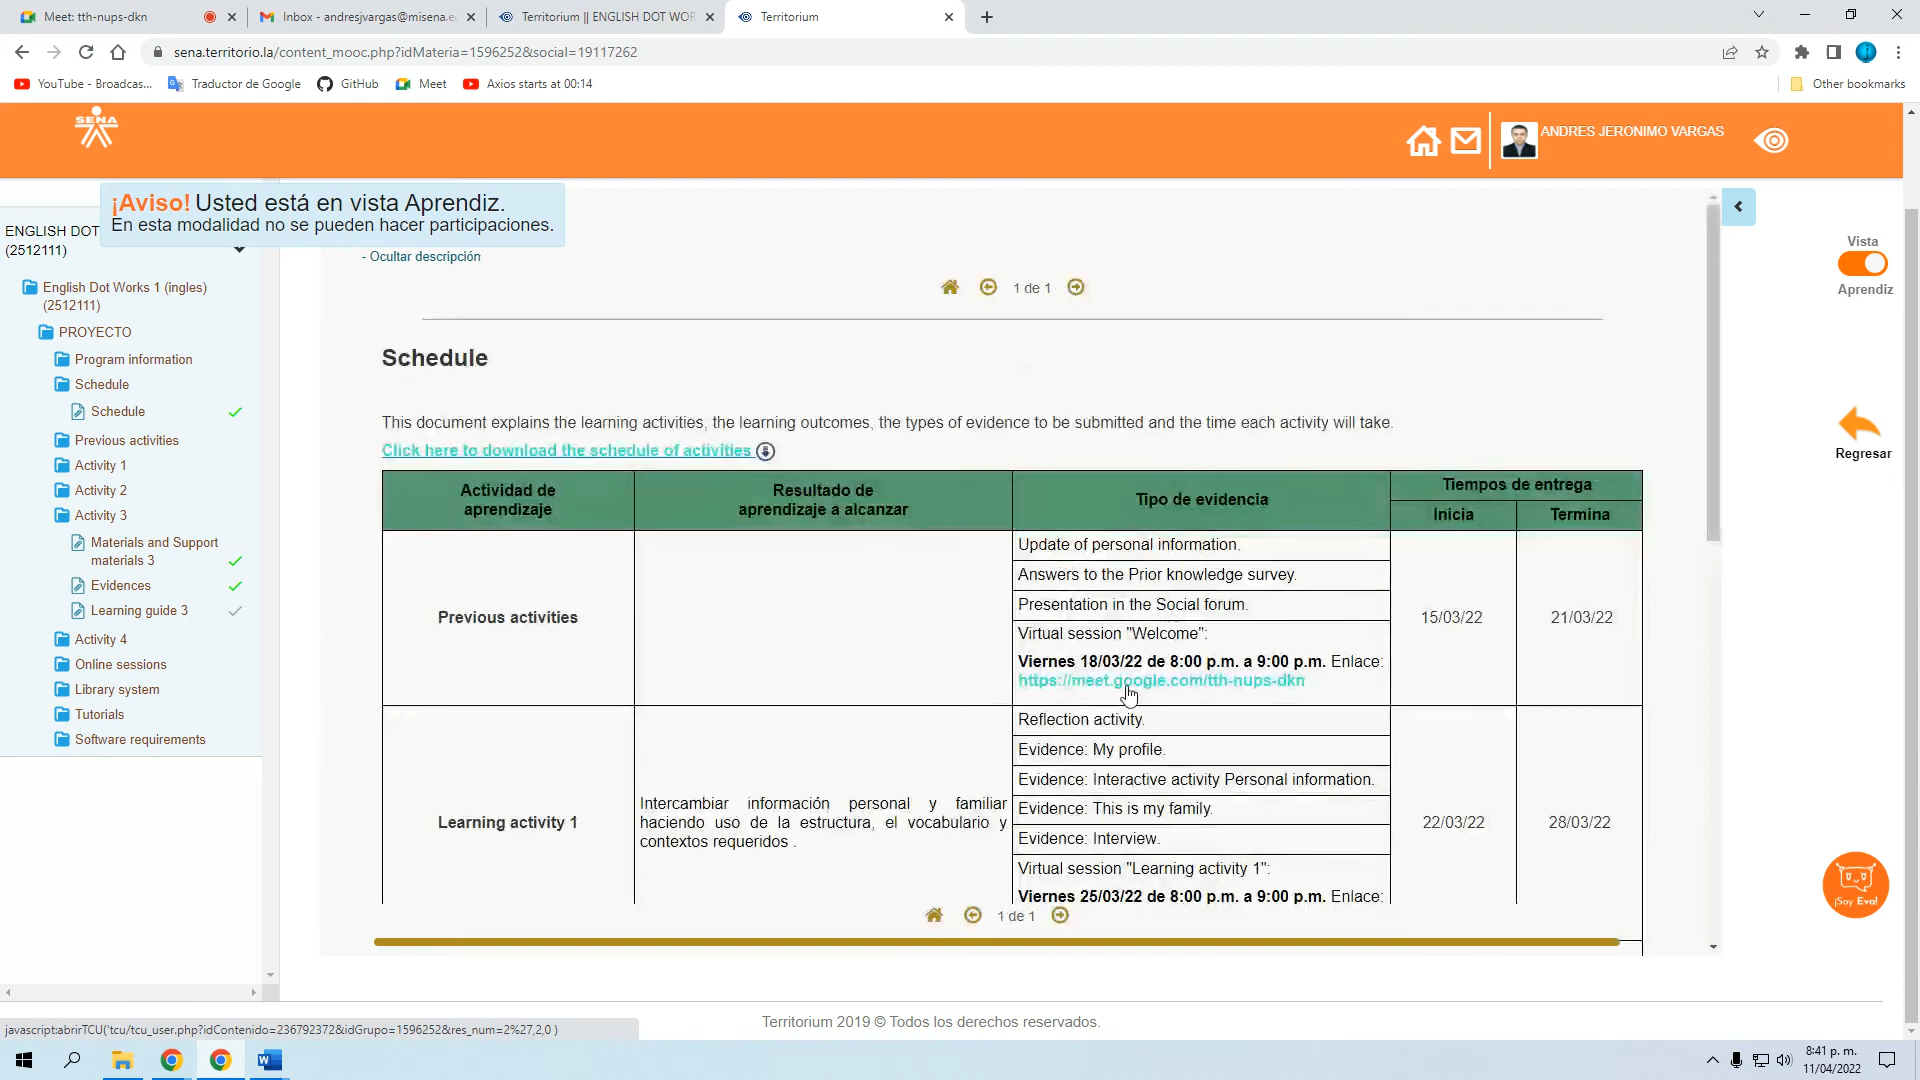 Meet: tth-nups-dkn
Inbox - andresjvargas@misena.e
Territorium || ENGLISH DOT WOR
Territorium
sena.territorio.la/content_mooc.php?idMateria=1596252&social=19117262
YouTube - Broadcas...
Traductor de Google
GitHub
Meet
Axios starts at 00:14
Other bookmarks
SENA
ANDRES JERONIMO VARGAS
¡Aviso! Usted está en vista Aprendiz.
En esta modalidad no se pueden hacer participaciones.
ENGLISH DOT
(2512111)
English Dot Works 1 (ingles)
(2512111)
PROYECTO
Program information
Schedule
Schedule
Previous activities
Activity 1
Activity 2
Activity 3
Materials and Support
materials 3
Evidences
Learning guide 3
Activity 4
Online sessions
Library system
Tutorials
Software requirements
- Ocultar descripción
1 de 1
Schedule
This document explains the learning activities, the learning outcomes, the types of evidence to be submitted and the time each activity will take.
Click here to download the schedule of activities
Actividad de
aprendizaje
Resultado de
aprendizaje a alcanzar
Tipo de evidencia
Tiempos de entrega
Inicia
Termina
Previous activities
Update of personal information.
Answers to the Prior knowledge survey.
Presentation in the Social forum.
Virtual session "Welcome":
Viernes 18/03/22 de 8:00 p.m. a 9:00 p.m. Enlace:
https://meet.google.com/tth-nups-dkn
15/03/22
21/03/22
Learning activity 1
Intercambiar información personal y familiar
haciendo uso de la estructura, el vocabulario y
contextos requeridos .
Reflection activity.
Evidence: My profile.
Evidence: Interactive activity Personal information.
Evidence: This is my family.
Evidence: Interview.
Virtual session "Learning activity 1":
Viernes 25/03/22 de 8:00 p.m. a 9:00 p.m. Enlace:
22/03/22
28/03/22
1 de 1
Vista
Aprendiz
Regresar
¡Soy Eva!
Territorium 2019 © Todos los derechos reservados.
javascript:abrirTCU('tcu/tcu_user.php?idContenido=236792372&idGrupo=1596252&res_num=2%27,2,0 )
8:41 p. m.
11/04/2022